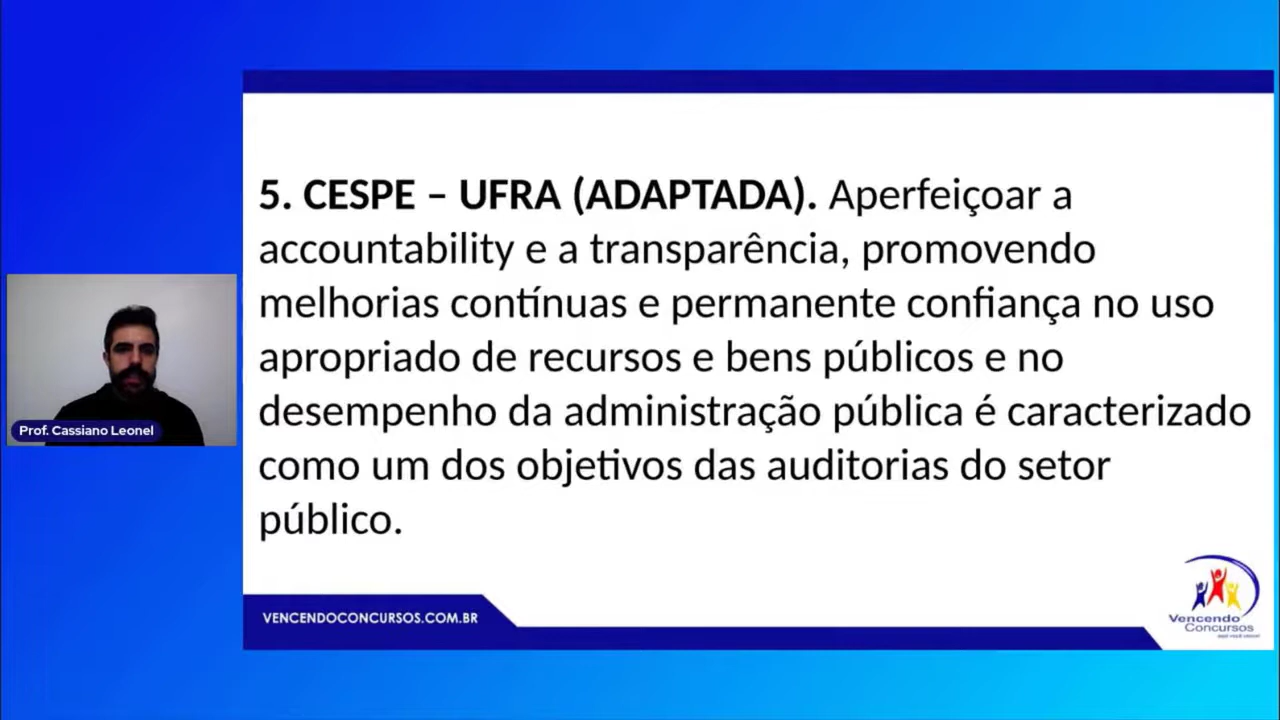 5. CESPE – UFRA (ADAPTADA). Aperfeiçoar a
accountability e a transparência, promovendo
melhorias contínuas e permanente confiança no uso
apropriado de recursos e bens públicos e no
desempenho da administração pública é caracterizado
como um dos objetivos das auditorias do setor
público.
Prof. Cassiano Leonel
VENCENDOCONCURSOS.COM.BR
Vencendo
Concursos